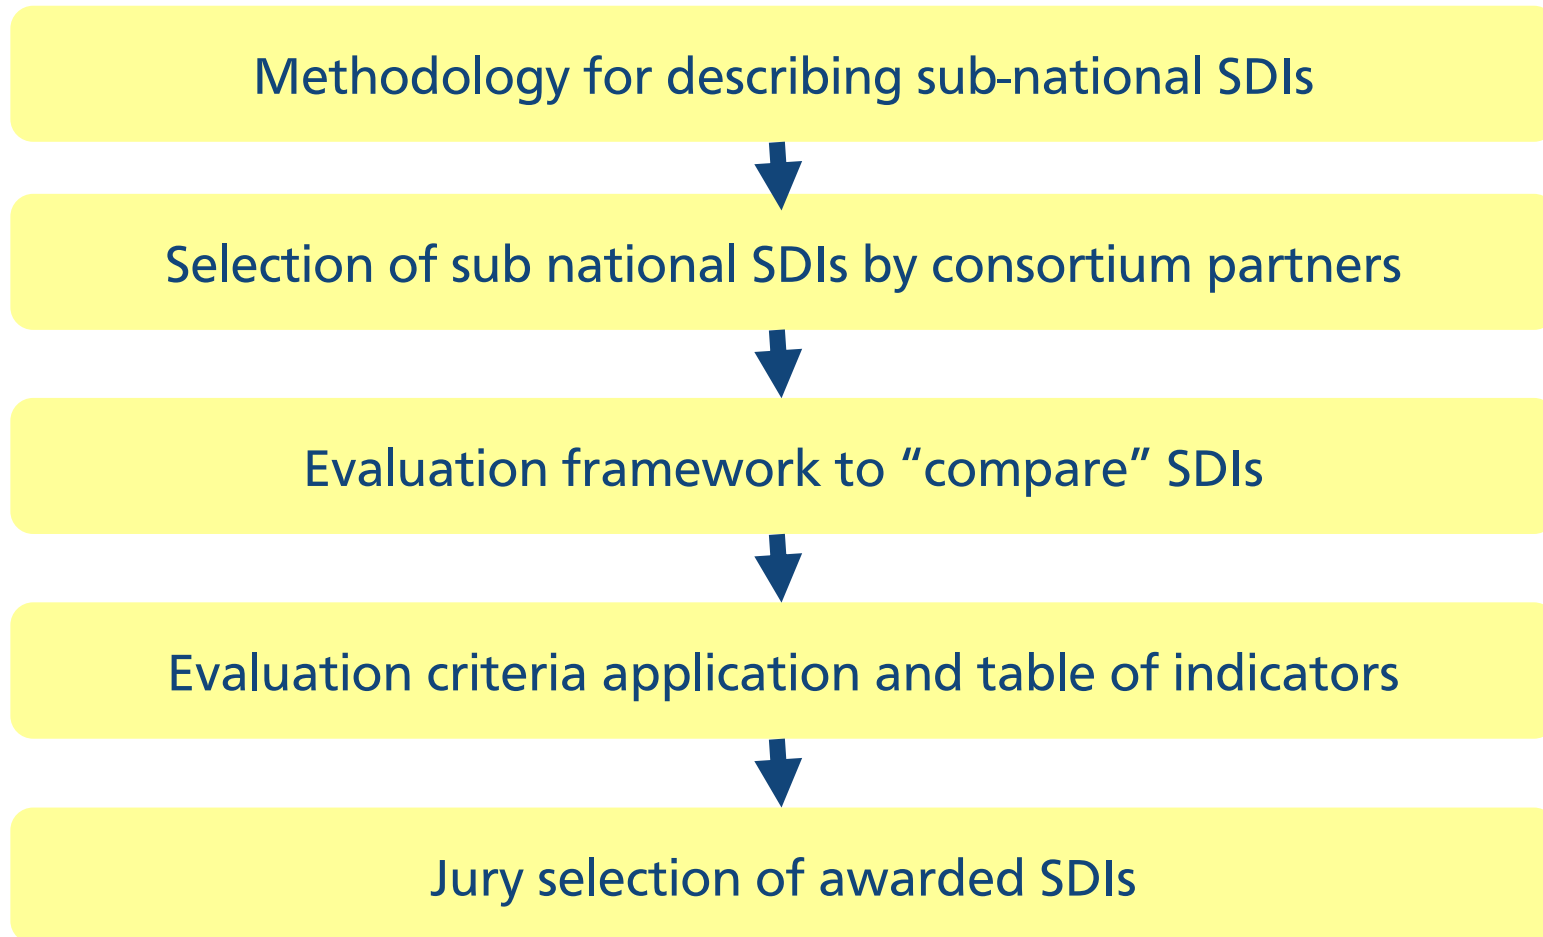 Methodology for describing sub-national SDIs
Selection of sub national SDIs by consortium partners
Evaluation framework to “compare” SDIs
Evaluation criteria application and table of indicators
Jury selection of awarded SDIs